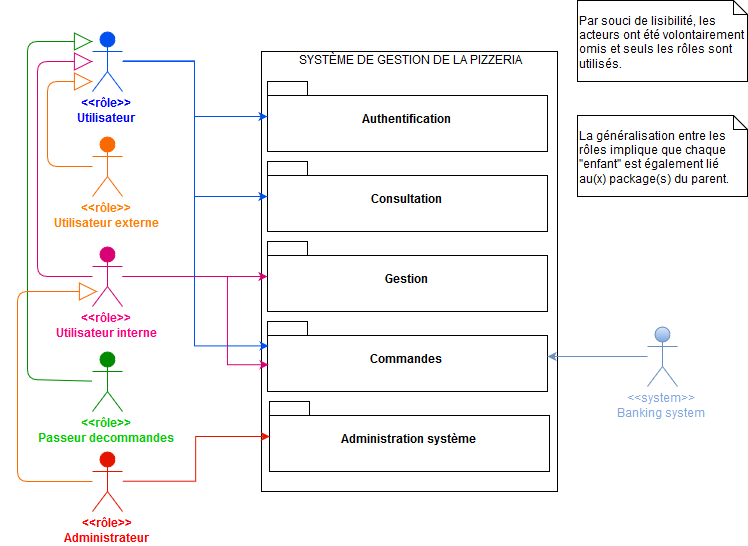 Par souci de lisibilité, les
acteurs ont été volontairement
omis et seuls les rôles sont
utilisés.
SYSTÈME DE GESTION DE LA PIZZERIA
<<rôle>>
Utilisateur
Authentification
La généralisation entre les
rôles implique que chaque
"enfant" est également lié
au(x) package(s) du parent.
<<rôle>>
Utilisateur externe
Consultation
<<rôle>>
Utilisateur interne
Gestion
Commandes
<<system>>
Banking system
<<rôle>>
Passeur decommandes
Administration système
<<rôle>>
Administrateur